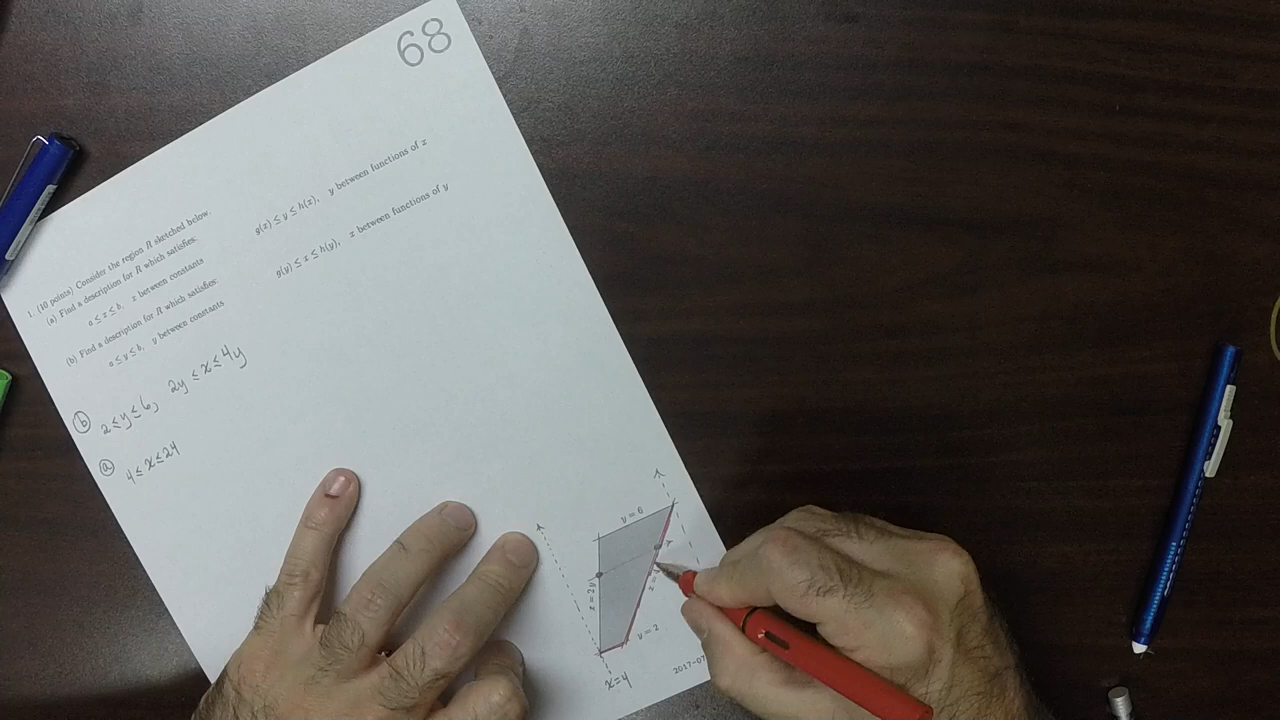 68
1. (10 points) Consider the region R sketched below.
(a) Find a description for R which satisfies:
a ≤ x ≤ b, x between constants g(x) ≤ y ≤ h(x), y between functions of x
(b) Find a description for R which satisfies:
a ≤ y ≤ b, y between constants g(y) ≤ x ≤ h(y), x between functions of y
(b) 2 ≤ y ≤ 6, 2y ≤ x ≤ 4y
(a) 4 ≤ x ≤ 24
y = 6
x = 2y
y = 2
x=4
2017-07